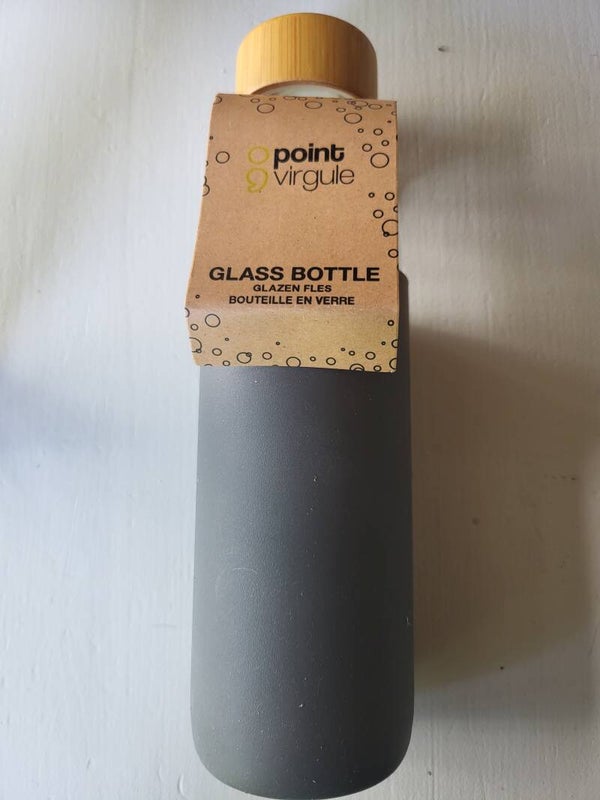 point
virgule
GLASS BOTTLE
GLAZEN FLES
BOUTEILLE EN VERRE